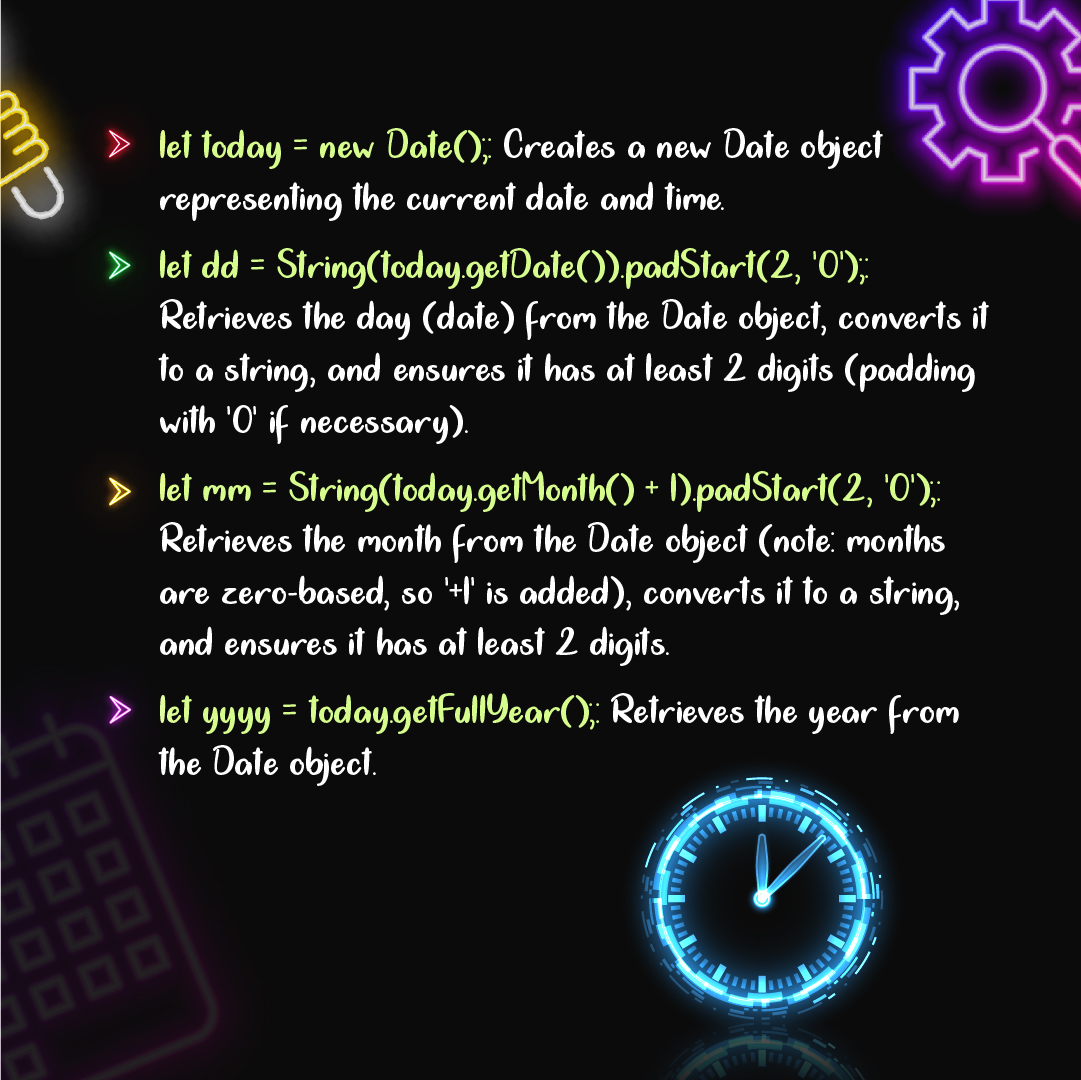 let today = new Date();: Creates a new Date object
representing the current date and time.
let dd = String(today.getDate()).padStart(2, '0');:
Retrieves the day (date) from the Date object, converts it
to a string, and ensures it has at least 2 digits (padding
with '0' if necessary).
let mm = String(today.getMonth() + 1).padStart(2, '0');:
Retrieves the month from the Date object (note: months
are zero-based, so '+1' is added), converts it to a string,
and ensures it has at least 2 digits.
let yyyy = today.getFullYear();: Retrieves the year from
the Date object.